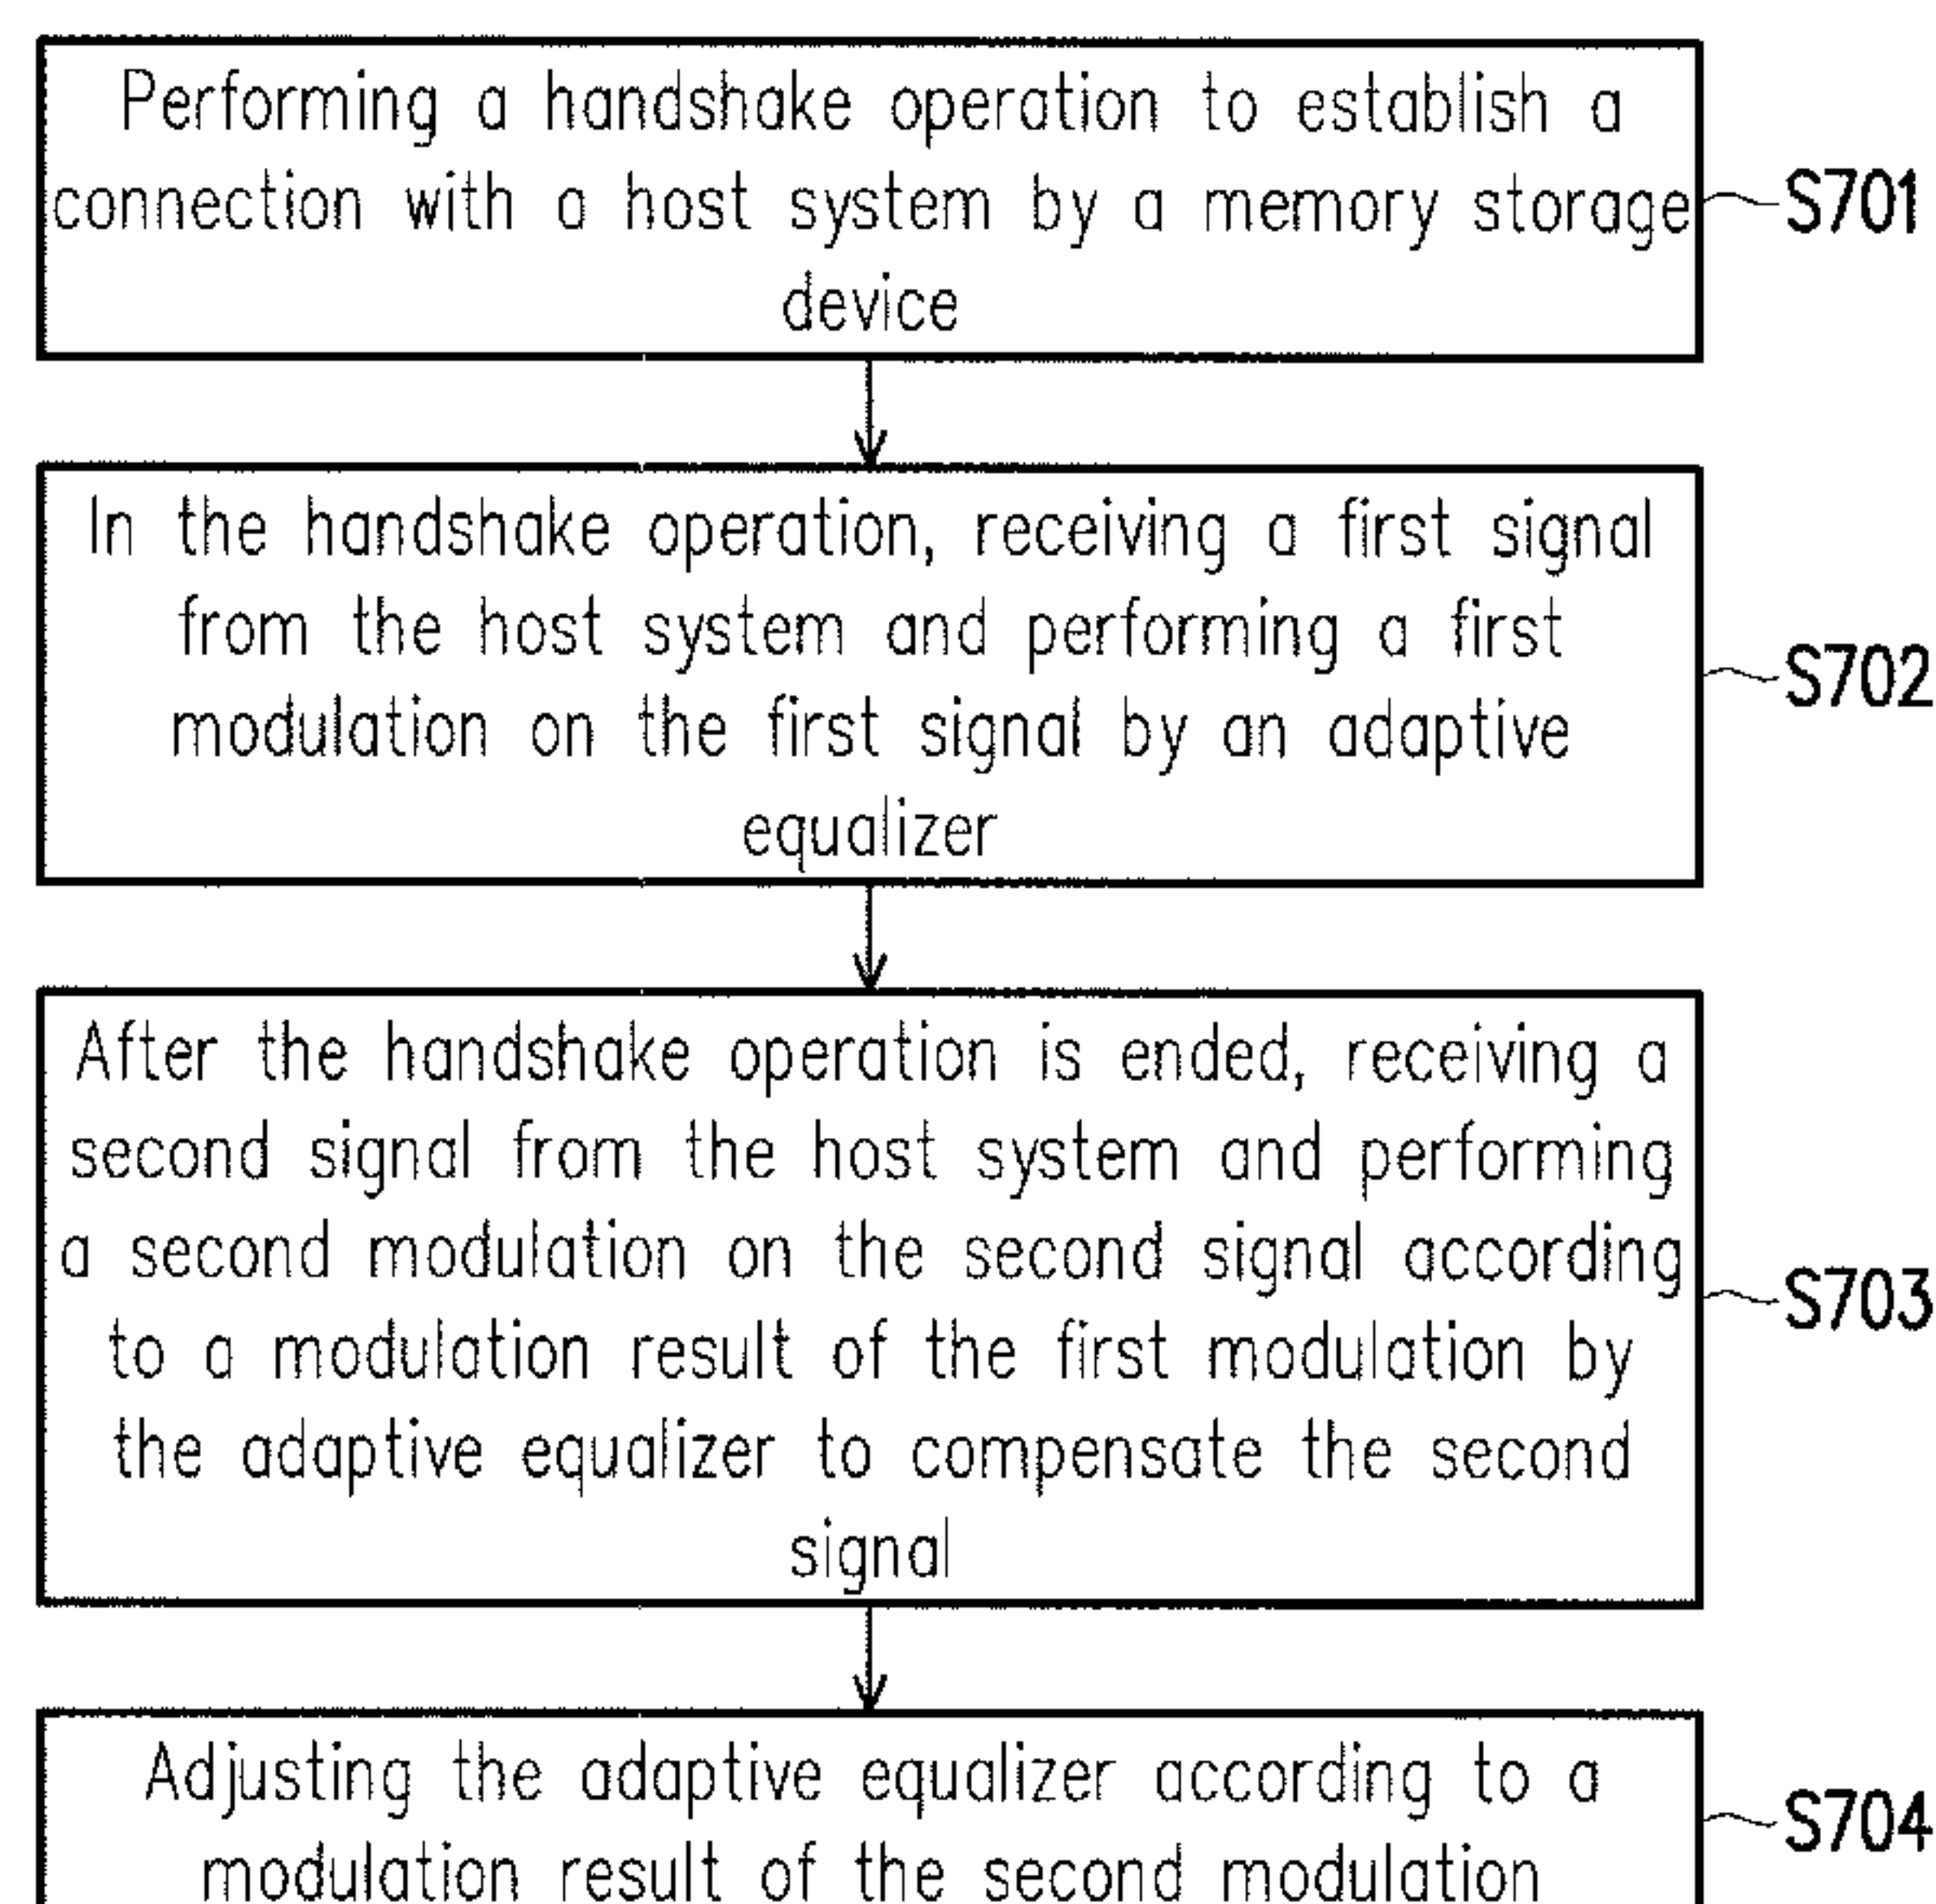 Performing a handshake operation to establish a
connection with a host system by a memory storage
device
S701
In the handshake operation, receiving a first signal
from the host system and performing a first
modulation on the first signal by an adaptive
equalizer
S702
After the handshake operation is ended, receiving a
second signal from the host system and performing
a second modulation on the second signal according
to a modulation result of the first modulation by
the adaptive equalizer to compensate the second
signal
S703
Adjusting the adaptive equalizer according to a
modulation result of the second modulation
S704